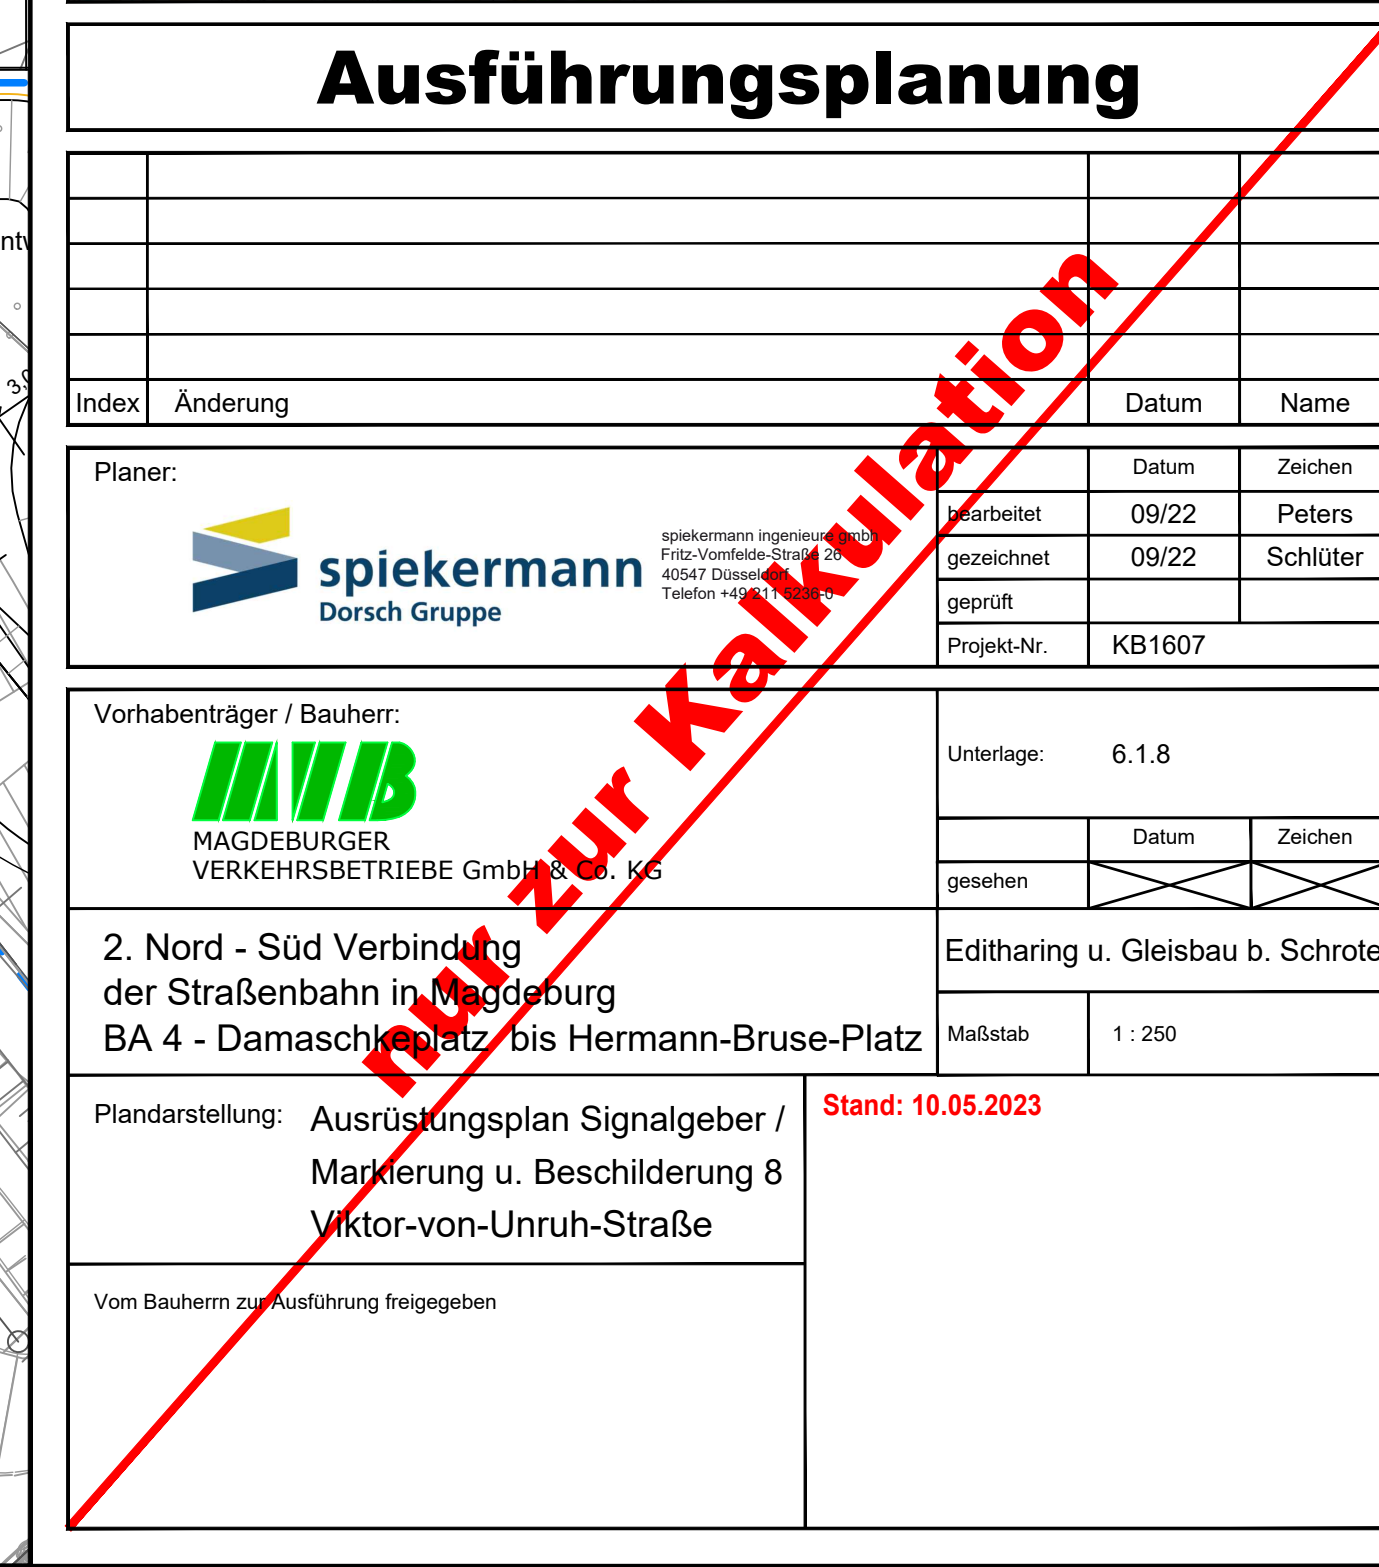 Ausführungsplanung
Index Änderung Datum Name
Planer:
spiekermann
Dorsch Gruppe
spiekermann ingenieure gmbh
Fritz-Vomfelde-Straße 26
40547 Düsseldorf
Telefon +49 211 5236-0
Datum Zeichen
bearbeitet 09/22 Peters
gezeichnet 09/22 Schlüter
geprüft
Projekt-Nr. KB1607
Vorhabenträger / Bauherr:
MVB
MAGDEBURGER
VERKEHRSBETRIEBE GmbH & Co. KG
Unterlage: 6.1.8
Datum Zeichen
gesehen
2. Nord - Süd Verbindung
der Straßenbahn in Magdeburg
BA 4 - Damaschkeplatz bis Hermann-Bruse-Platz
Editharing u. Gleisbau b. Schrote
Maßstab 1 : 250
Plandarstellung: Ausrüstungsplan Signalgeber /
Markierung u. Beschilderung 8
Viktor-von-Unruh-Straße
Stand: 10.05.2023
Vom Bauherrn zur Ausführung freigegeben
nur zur Kalkulation